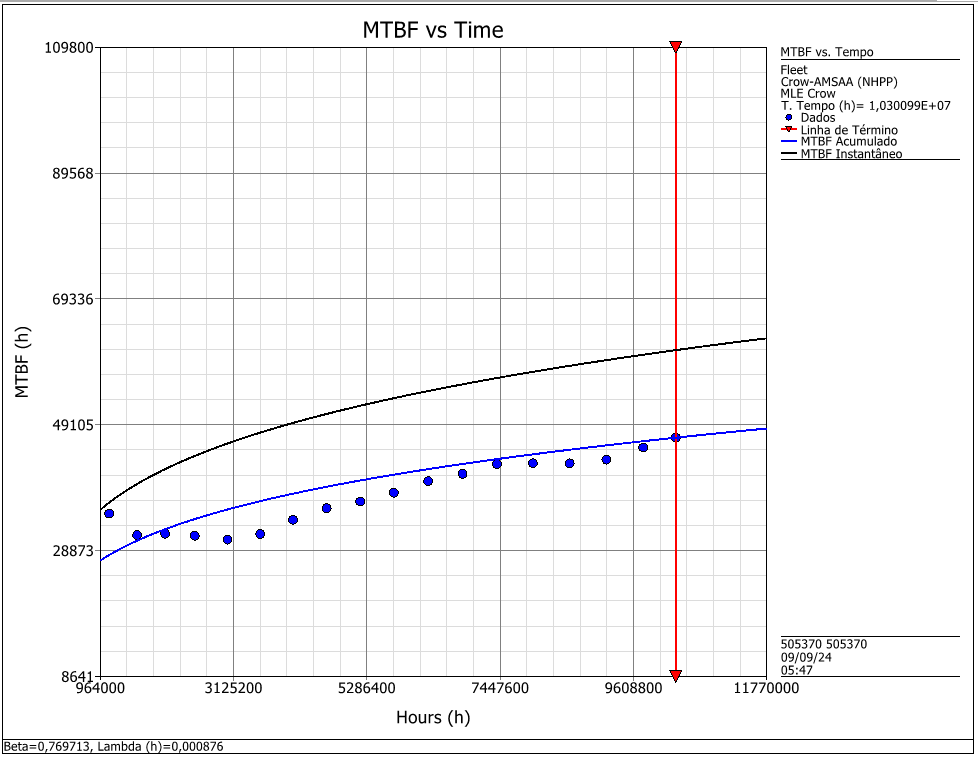 MTBF vs Time
109800
89568
69336
49105
28873
8641
MTBF (h)
964000
3125200
5286400
7447600
9608800
11770000
Hours (h)
MTBF vs. Tempo
Fleet
Crow-AMSAA (NHPP)
MLE Crow
T. Tempo (h)= 1,030099E+07
Dados
Linha de Término
MTBF Acumulado
MTBF Instantâneo
505370 505370
09/09/24
05:47
Beta=0,769713, Lambda (h)=0,000876